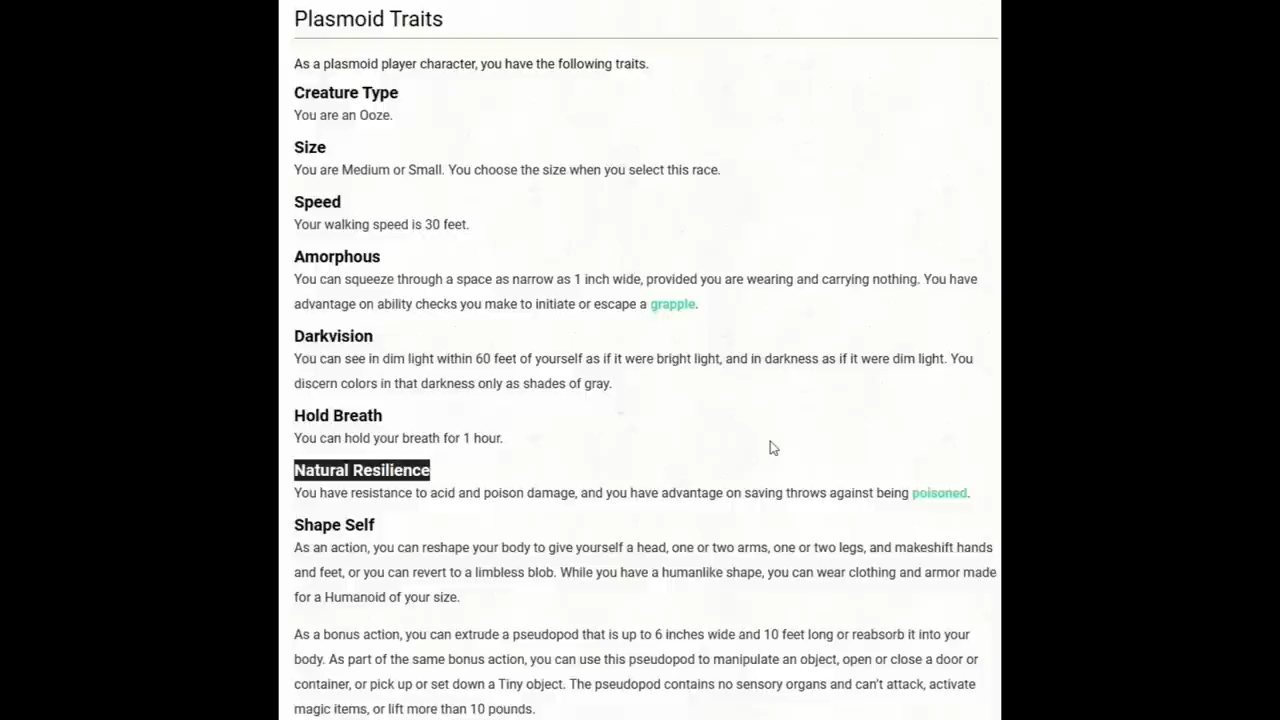 Plasmoid Traits
As a plasmoid player character, you have the following traits.
Creature Type
You are an Ooze.
Size
You are Medium or Small. You choose the size when you select this race.
Speed
Your walking speed is 30 feet.
Amorphous
You can squeeze through a space as narrow as 1 inch wide, provided you are wearing and carrying nothing. You have
advantage on ability checks you make to initiate or escape a grapple.
Darkvision
You can see in dim light within 60 feet of yourself as if it were bright light, and in darkness as if it were dim light. You
discern colors in that darkness only as shades of gray.
Hold Breath
You can hold your breath for 1 hour.
Natural Resilience
You have resistance to acid and poison damage, and you have advantage on saving throws against being poisoned.
Shape Self
As an action, you can reshape your body to give yourself a head, one or two arms, one or two legs, and makeshift hands
and feet, or you can revert to a limbless blob. While you have a humanlike shape, you can wear clothing and armor made
for a Humanoid of your size.
As a bonus action, you can extrude a pseudopod that is up to 6 inches wide and 10 feet long or reabsorb it into your
body. As part of the same bonus action, you can use this pseudopod to manipulate an object, open or close a door or
container, or pick up or set down a Tiny object. The pseudopod contains no sensory organs and can't attack, activate
magic items, or lift more than 10 pounds.